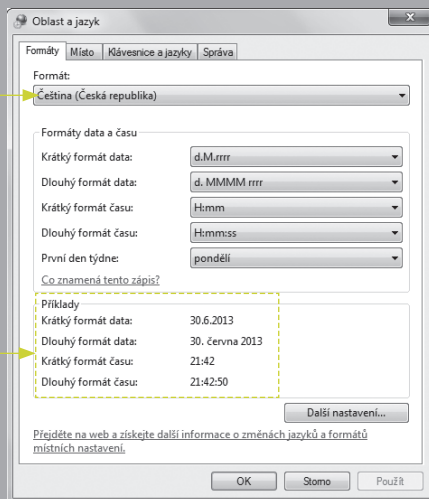 Oblast a jazyk
Formáty Místo Klávesnice a jazyky Správa
Formát:
Čeština (Česká republika)
Formáty data a času
Krátký formát data: d.M.rrrr
Dlouhý formát data: d. MMMM rrrr
Krátký formát času: H:mm
Dlouhý formát času: H:mm:ss
První den týdne: pondělí
Co znamená tento zápis?
Příklady
Krátký formát data: 30.6.2013
Dlouhý formát data: 30. června 2013
Krátký formát času: 21:42
Dlouhý formát času: 21:42:50
Další nastavení...
Přejděte na web a získejte další informace o změnách jazyků a formátů
místních nastavení.
OK Storno Použít